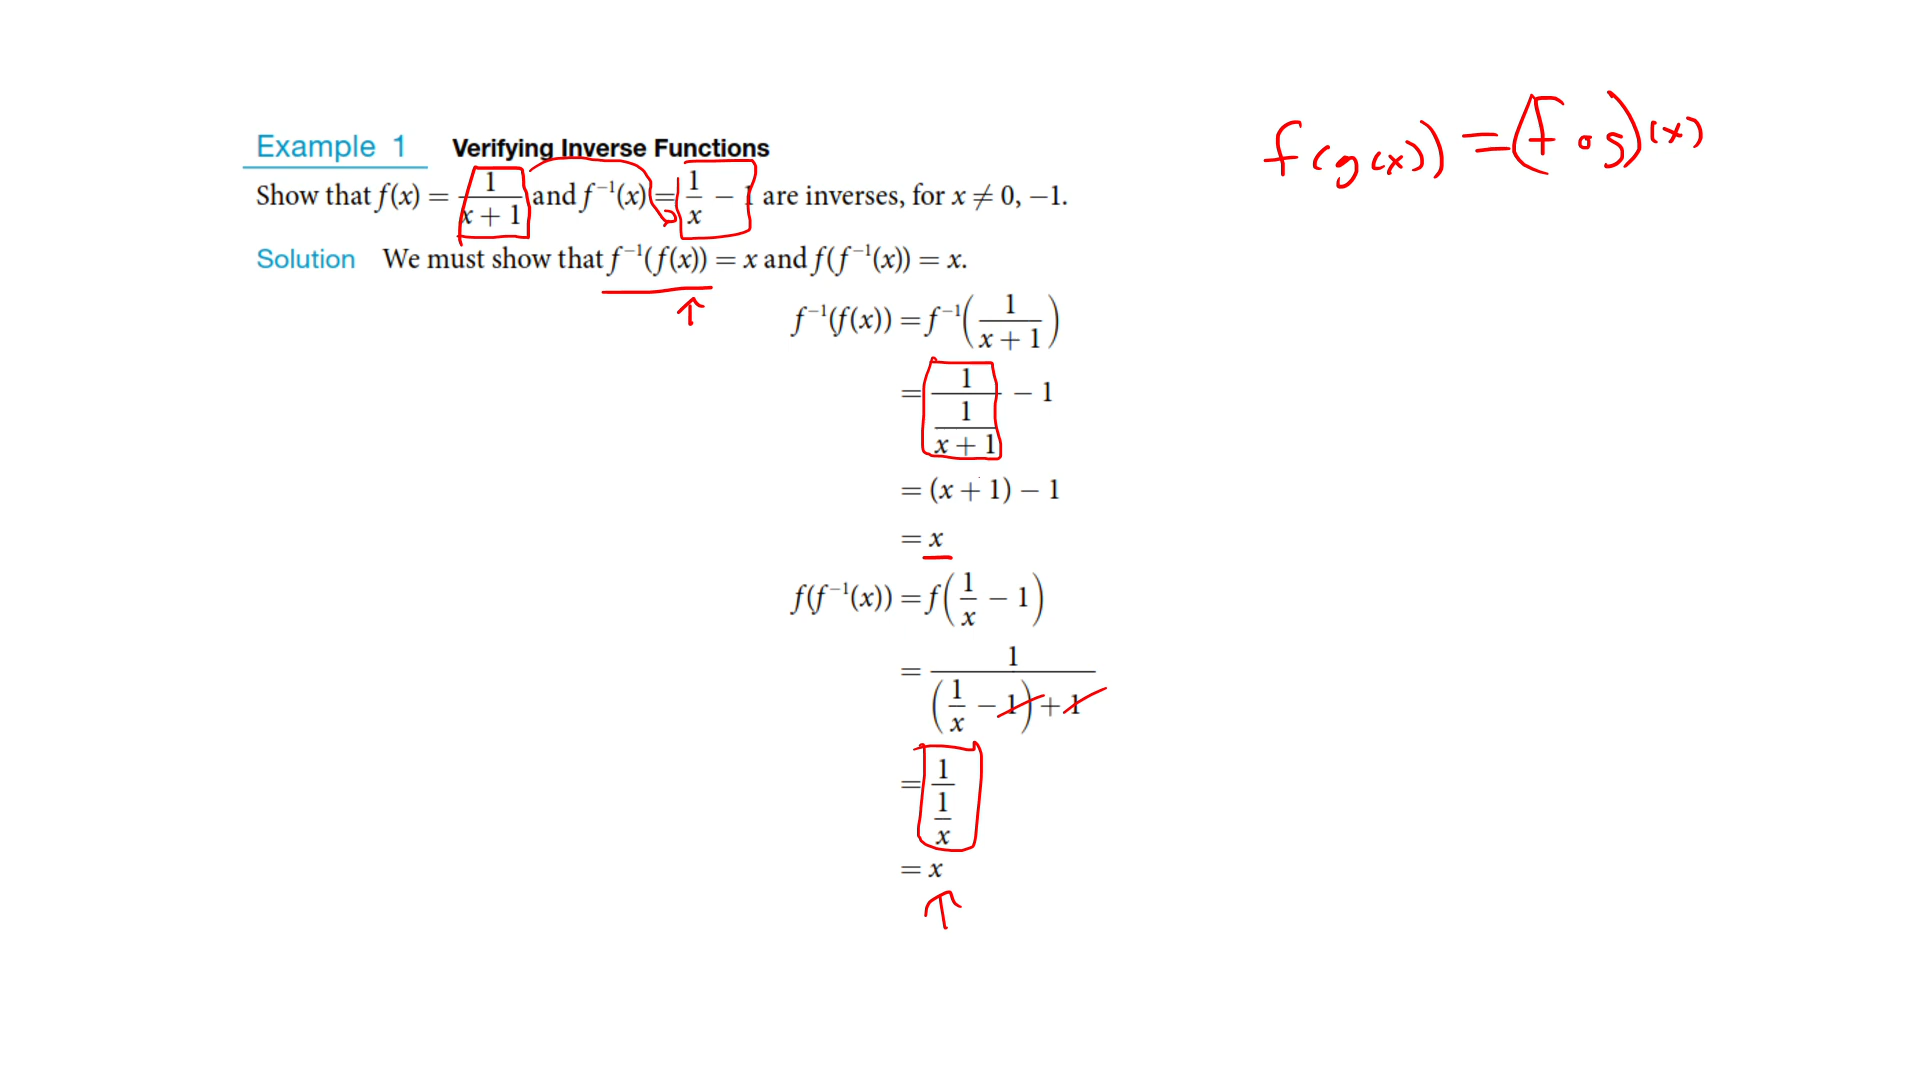 f(g(x)) = (f∘g)(x)
Example 1 Verifying Inverse Functions
Show that f(x) = 1/(x + 1) and f⁻¹(x) = 1/x − 1 are inverses, for x ≠ 0, −1.
Solution We must show that f⁻¹(f(x)) = x and f(f⁻¹(x)) = x.
f⁻¹(f(x)) = f⁻¹(1/(x + 1))
= 1/(1/(x + 1)) − 1
= (x + 1) − 1
= x
f(f⁻¹(x)) = f(1/x − 1)
= 1/((1/x − 1) + 1)
= 1/(1/x)
= x